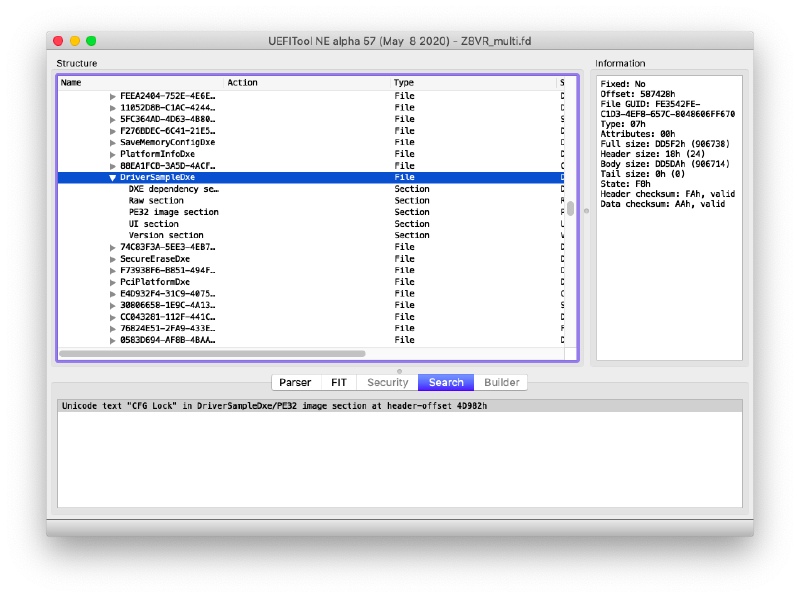 UEFITool NE alpha 57 (May 8 2020) - Z8VR_multi.fd
Structure
Information
Name Action Type S
FEEA2404-752E-4E6E… File
11052D8B-C1AC-4244… File
5FC364AD-4D63-4B80… File
F276BDEC-6C41-21E5… File
SaveMemoryConfigDxe File
PlatformInfoDxe File
88EA1FCB-3A5D-4ACF… File
DriverSampleDxe File
DXE dependency se… Section
Raw section Section
PE32 image section Section
UI section Section
Version section Section
74C83F3A-5EE3-4EB7… File
SecureEraseDxe File
F73938F6-B851-494F… File
PciPlatformDxe File
E4D932F4-31C9-4075… File
30806658-1E9C-4A13… File
CC043281-112F-441C… File
76824E51-2FA9-433E… File
0583D694-AF8B-4BAA… File
Fixed: No
Offset: 587428h
File GUID: FE3542FE-
C1D3-4EF8-657C-8048606FF670
Type: 07h
Attributes: 00h
Full size: DD5F2h (906738)
Header size: 18h (24)
Body size: DD5DAh (906714)
Tail size: 0h (0)
State: F8h
Header checksum: FAh, valid
Data checksum: AAh, valid
Parser FIT Security Search Builder
Unicode text "CFG Lock" in DriverSampleDxe/PE32 image section at header-offset 4D982h